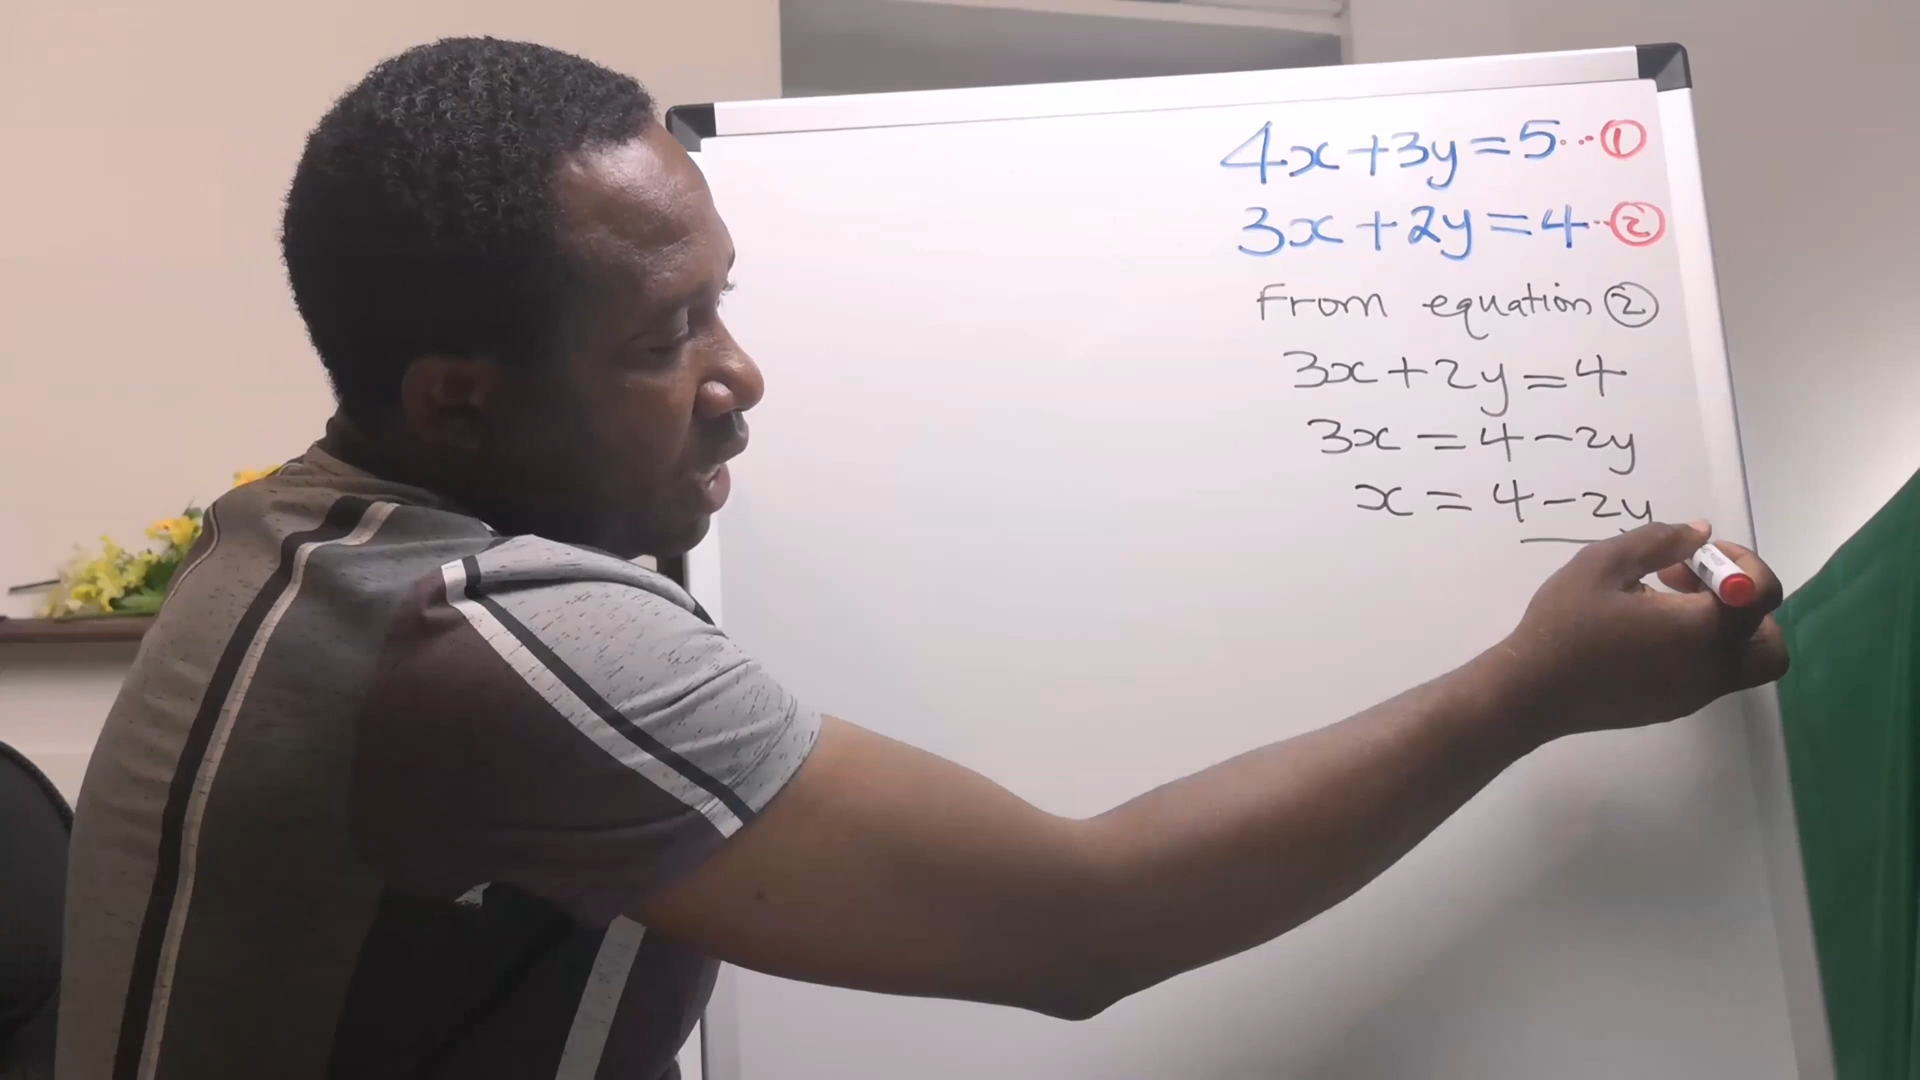 4x+3y=5...①
3x+2y=4..②
From equation ②
3x+2y=4
3x=4-2y
x=4-2y